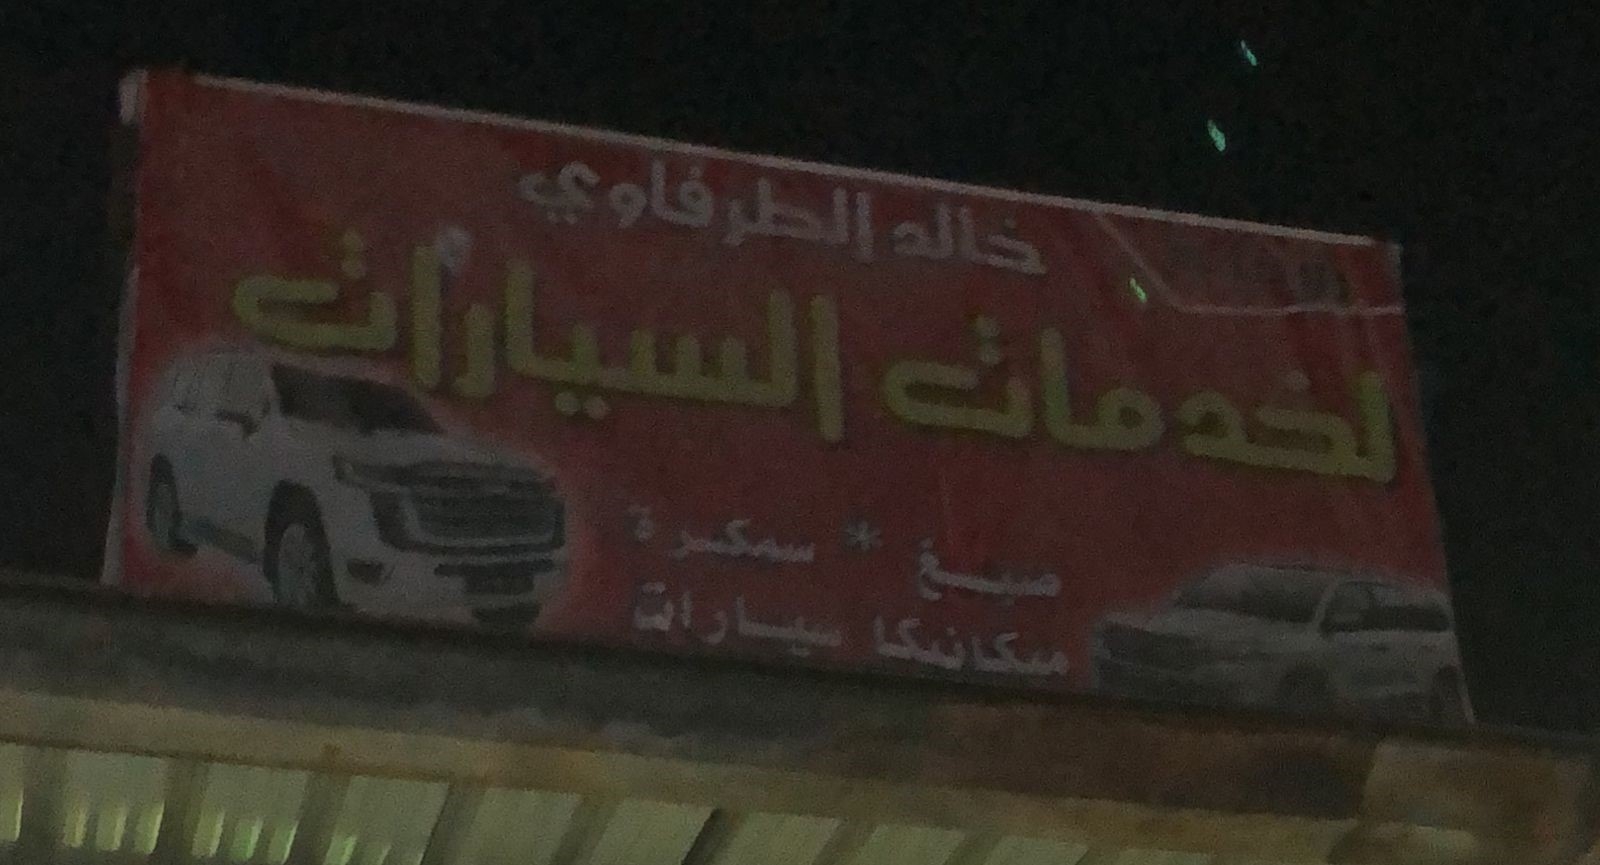 خالد الطرفاوي
لخدمات السيارات
صبغ * سمكرة
ميكانيكا سيارات